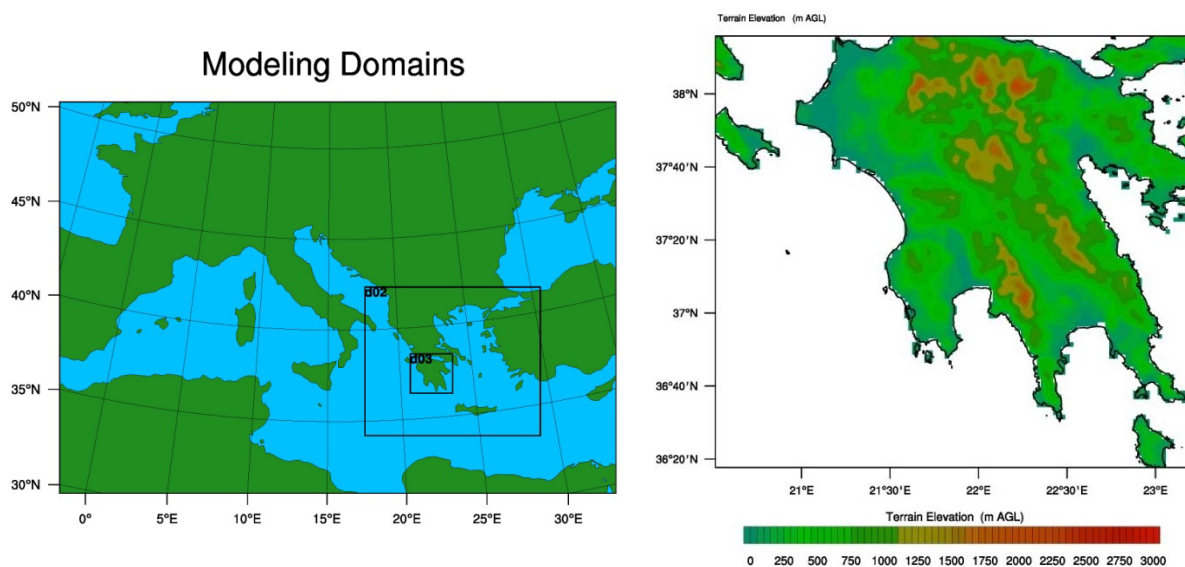 Modeling Domains
50°N
45°N
40°N
35°N
30°N
0°
5°E
10°E
15°E
20°E
25°E
30°E
d02
d03
Terrain Elevation (m AGL)
38°N
37°40'N
37°20'N
37°N
36°40'N
36°20'N
21°E
21°30'E
22°E
22°30'E
23°E
Terrain Elevation (m AGL)
0 250 500 750 1000 1250 1500 1750 2000 2250 2500 2750 3000